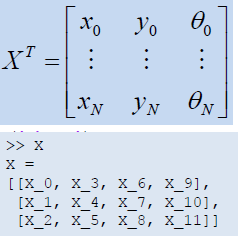 X^T = [x_0 y_0 θ_0
⋮ ⋮ ⋮
x_N y_N θ_N]
>> X
X =
[[X_0, X_3, X_6, X_9],
[X_1, X_4, X_7, X_10],
[X_2, X_5, X_8, X_11]]